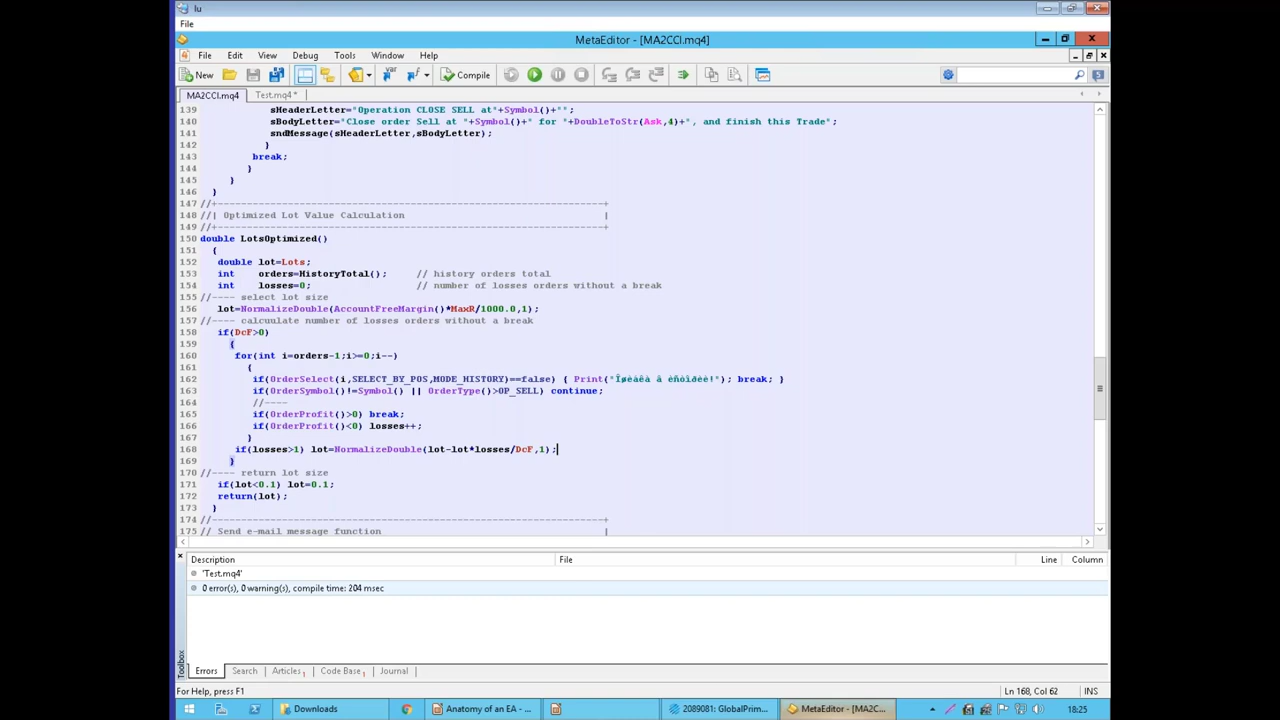 lu
File
MetaEditor - [MA2CCI.mq4]
File Edit View Debug Tools Window Help
New Compile
MA2CCI.mq4 Test.mq4 *
139 sHeaderLetter="Operation CLOSE SELL at"+Symbol()+"";
140 sBodyLetter="Close order Sell at "+Symbol()+" for "+DoubleToStr(Ask,4)+", and finish this Trade";
141 sndMessage(sHeaderLetter,sBodyLetter);
142 }
143 break;
144 }
145 }
146 }
147 //+------------------------------------------------------------------+
148 //| Optimized Lot Value Calculation |
149 //+------------------------------------------------------------------+
150 double LotsOptimized()
151 {
152 double lot=Lots;
153 int orders=HistoryTotal(); // history orders total
154 int losses=0; // number of losses orders without a break
155 //---- select lot size
156 lot=NormalizeDouble(AccountFreeMargin()*MaxR/1000.0,1);
157 //---- calcuulate number of losses orders without a break
158 if(DcF>0)
159 {
160 for(int i=orders-1;i>=0;i--)
161 {
162 if(OrderSelect(i,SELECT_BY_POS,MODE_HISTORY)==false) { Print("Îøèáêà â èñòîðèè!"); break; }
163 if(OrderSymbol()!=Symbol() || OrderType()>OP_SELL) continue;
164 //----
165 if(OrderProfit()>0) break;
166 if(OrderProfit()<0) losses++;
167 }
168 if(losses>1) lot=NormalizeDouble(lot-lot*losses/DcF,1);
169 }
170 //---- return lot size
171 if(lot<0.1) lot=0.1;
172 return(lot);
173 }
174 //------------------------------------------------------------------+
175 // Send e-mail message function |
Description File Line Column
'Test.mq4'
0 error(s), 0 warning(s), compile time: 204 msec
Toolbox
Errors Search Articles 1 Code Base 1 Journal
For Help, press F1 Ln 168, Col 62 INS
Downloads Anatomy of an EA - ... 2089081: GlobalPrim... MetaEditor - [MA2C... 18:25